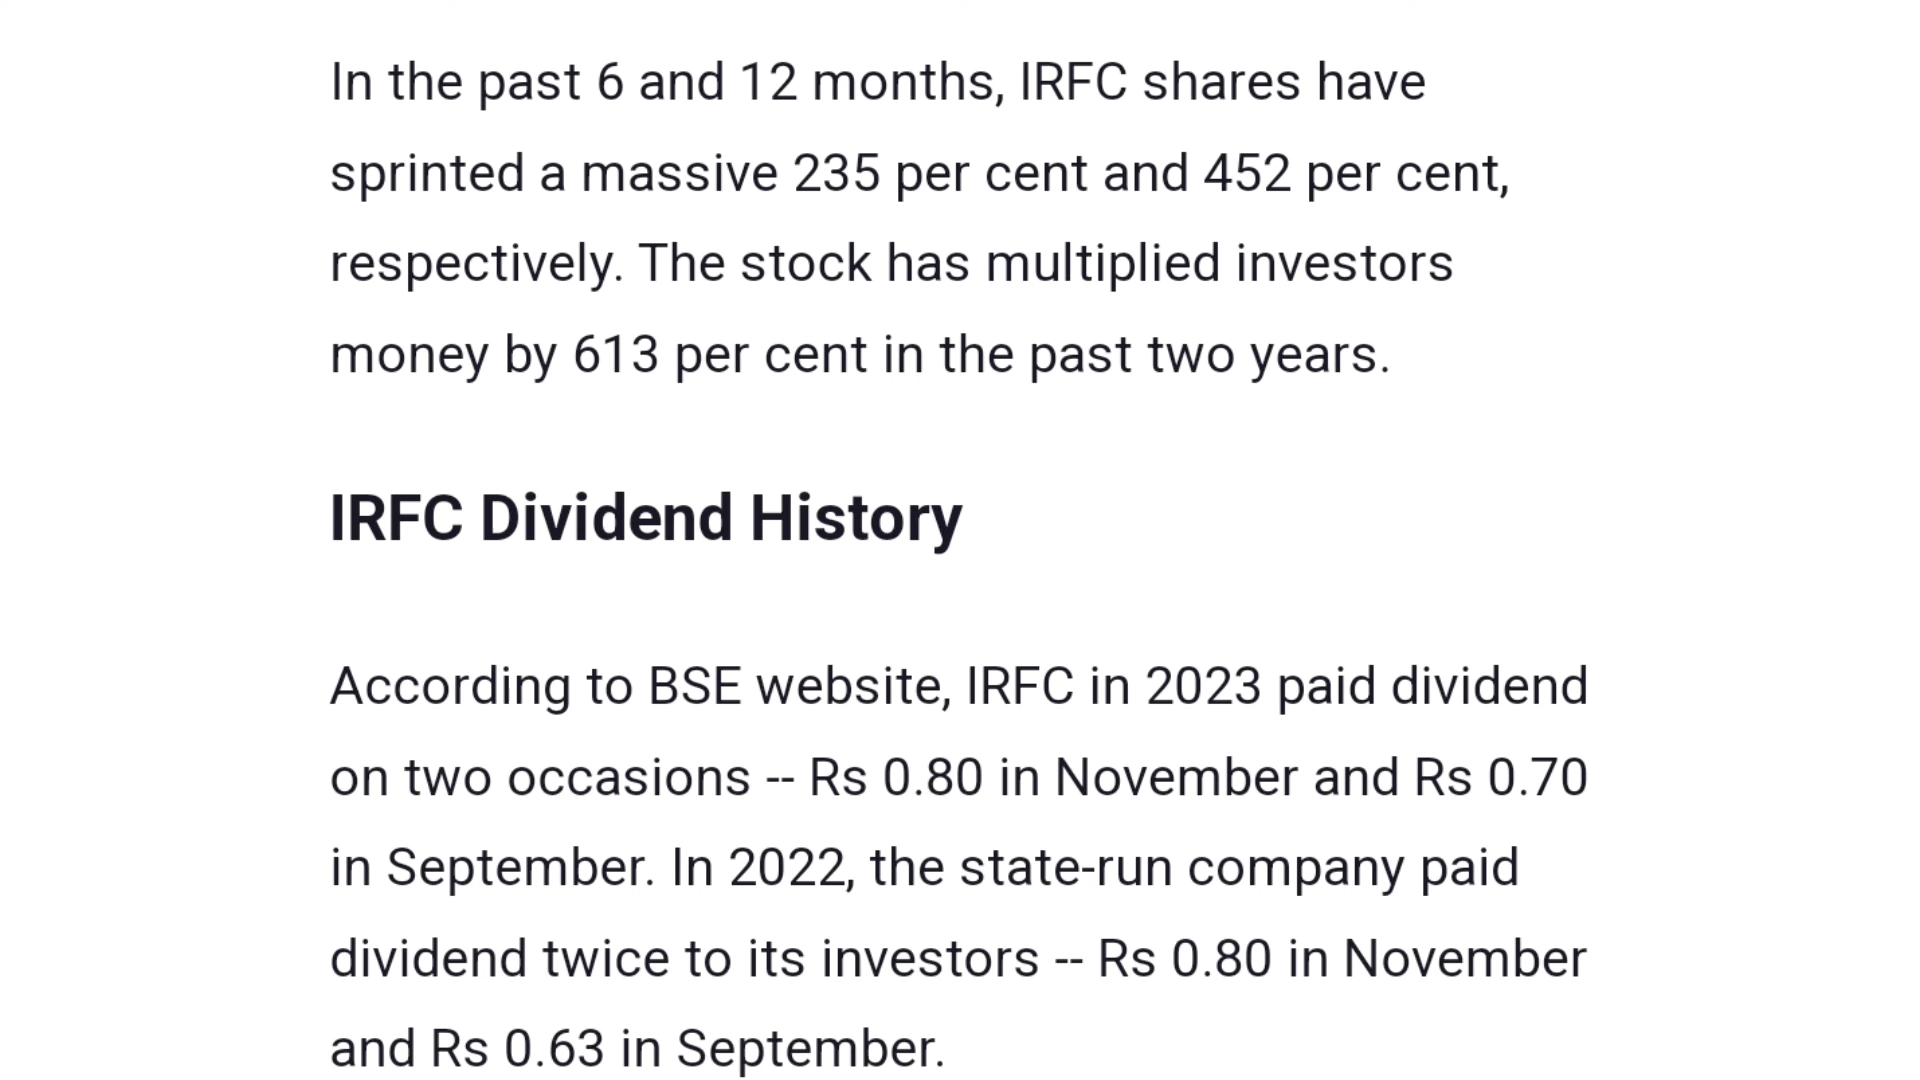 In the past 6 and 12 months, IRFC shares have
sprinted a massive 235 per cent and 452 per cent,
respectively. The stock has multiplied investors
money by 613 per cent in the past two years.
IRFC Dividend History
According to BSE website, IRFC in 2023 paid dividend
on two occasions -- Rs 0.80 in November and Rs 0.70
in September. In 2022, the state-run company paid
dividend twice to its investors -- Rs 0.80 in November
and Rs 0.63 in September.